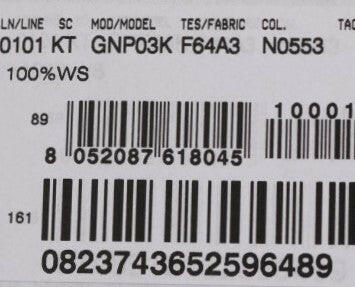 LN/LINE SC MOD/MODEL TES/FABRIC COL. TAG
0101 KT GNP03K F64A3 N0553
100%WS
89 10001
8 052087 618045
161
0823743652596489